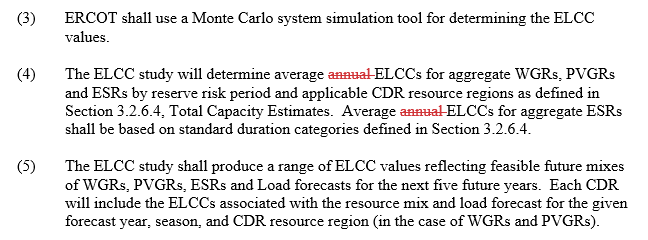 (3) ERCOT shall use a Monte Carlo system simulation tool for determining the ELCC
values.
(4) The ELCC study will determine average annual ELCCs for aggregate WGRs, PVGRs
and ESRs by reserve risk period and applicable CDR resource regions as defined in
Section 3.2.6.4, Total Capacity Estimates.  Average annual ELCCs for aggregate ESRs
shall be based on standard duration categories defined in Section 3.2.6.4.
(5) The ELCC study shall produce a range of ELCC values reflecting feasible future mixes
of WGRs, PVGRs, ESRs and Load forecasts for the next five future years.  Each CDR
will include the ELCCs associated with the resource mix and load forecast for the given
forecast year, season, and CDR resource region (in the case of WGRs and PVGRs).